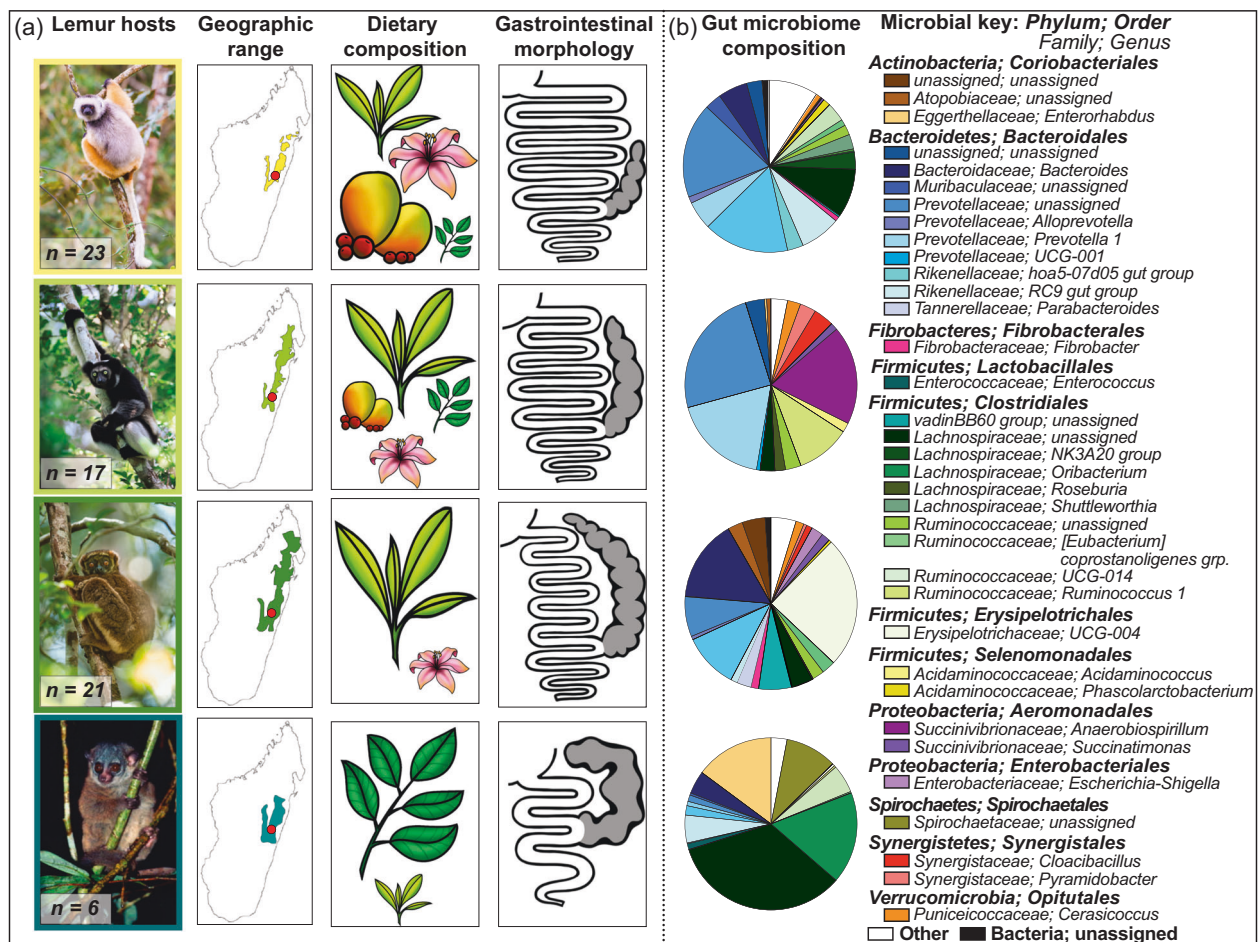 (a)
Lemur hosts
Geographic
range
Dietary
composition
Gastrointestinal
morphology
n = 23
n = 17
n = 21
n = 6
(b)
Gut microbiome
composition
Microbial key: Phylum; Order
Family; Genus
Actinobacteria; Coriobacteriales
unassigned; unassigned
Atopobiaceae; unassigned
Eggerthellaceae; Enterorhabdus
Bacteroidetes; Bacteroidales
unassigned; unassigned
Bacteroidaceae; Bacteroides
Muribaculaceae; unassigned
Prevotellaceae; unassigned
Prevotellaceae; Alloprevotella
Prevotellaceae; Prevotella 1
Prevotellaceae; UCG-001
Rikenellaceae; hoa5-07d05 gut group
Rikenellaceae; RC9 gut group
Tannerellaceae; Parabacteroides
Fibrobacteres; Fibrobacterales
Fibrobacteraceae; Fibrobacter
Firmicutes; Lactobacillales
Enterococcaceae; Enterococcus
Firmicutes; Clostridiales
vadinBB60 group; unassigned
Lachnospiraceae; unassigned
Lachnospiraceae; NK3A20 group
Lachnospiraceae; Oribacterium
Lachnospiraceae; Roseburia
Lachnospiraceae; Shuttleworthia
Ruminococcaceae; unassigned
Ruminococcaceae; [Eubacterium]
coprostanoligenes grp.
Ruminococcaceae; UCG-014
Ruminococcaceae; Ruminococcus 1
Firmicutes; Erysipelotrichales
Erysipelotrichaceae; UCG-004
Firmicutes; Selenomonadales
Acidaminococcaceae; Acidaminococcus
Acidaminococcaceae; Phascolarctobacterium
Proteobacteria; Aeromonadales
Succinivibrionaceae; Anaerobiospirillum
Succinivibrionaceae; Succinatimonas
Proteobacteria; Enterobacteriales
Enterobacteriaceae; Escherichia-Shigella
Spirochaetes; Spirochaetales
Spirochaetaceae; unassigned
Synergistetes; Synergistales
Synergistaceae; Cloacibacillus
Synergistaceae; Pyramidobacter
Verrucomicrobia; Opitutales
Puniceicoccaceae; Cerasicoccus
Other Bacteria; unassigned